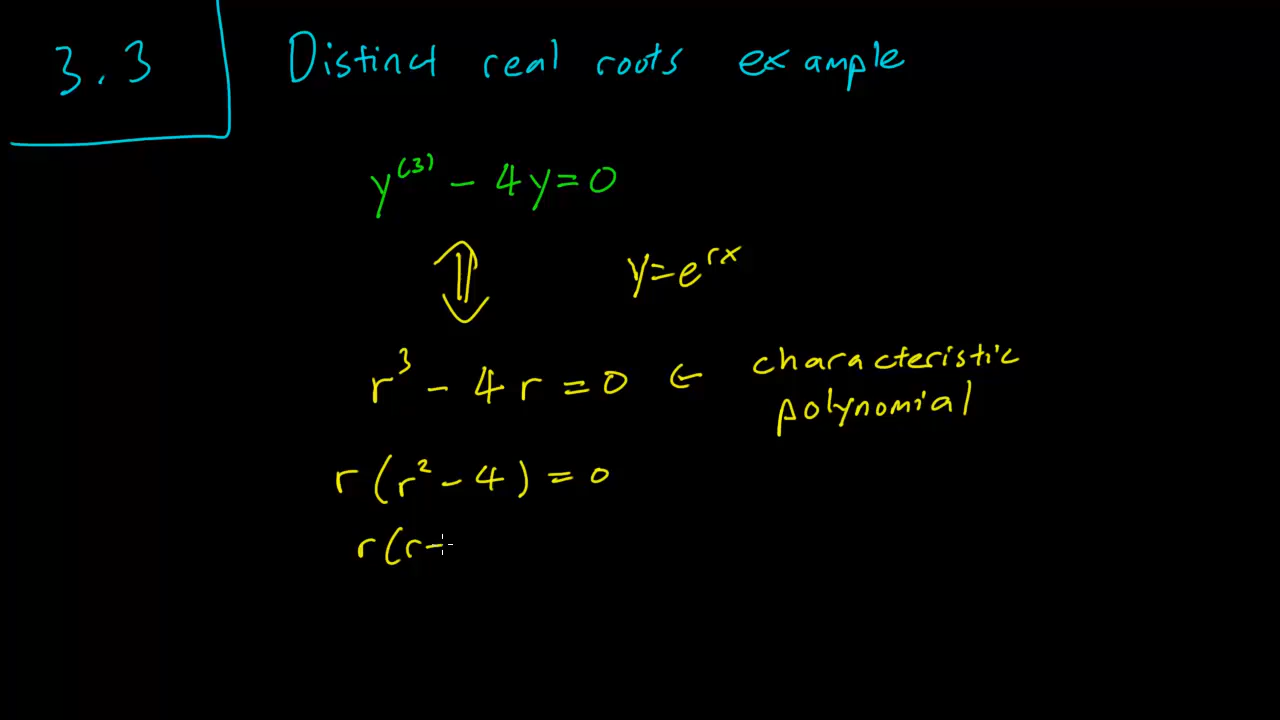 3.3 Distinct real roots example
y⁽³⁾ - 4y = 0
⇕ y = e^{rx}
r³ - 4r = 0 ← characteristic
polynomial
r(r² - 4) = 0
r(r-